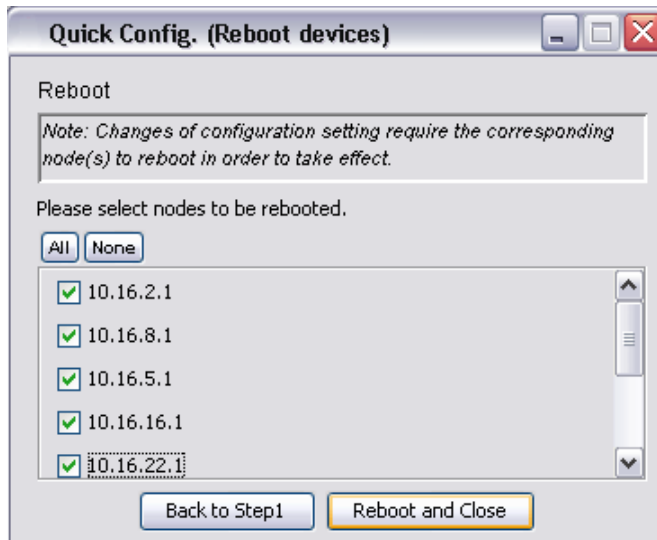 Quick Config. (Reboot devices)
Reboot
Note: Changes of configuration setting require the corresponding
node(s) to reboot in order to take effect.
Please select nodes to be rebooted.
All None
10.16.2.1
10.16.8.1
10.16.5.1
10.16.16.1
10.16.22.1
Back to Step1 Reboot and Close